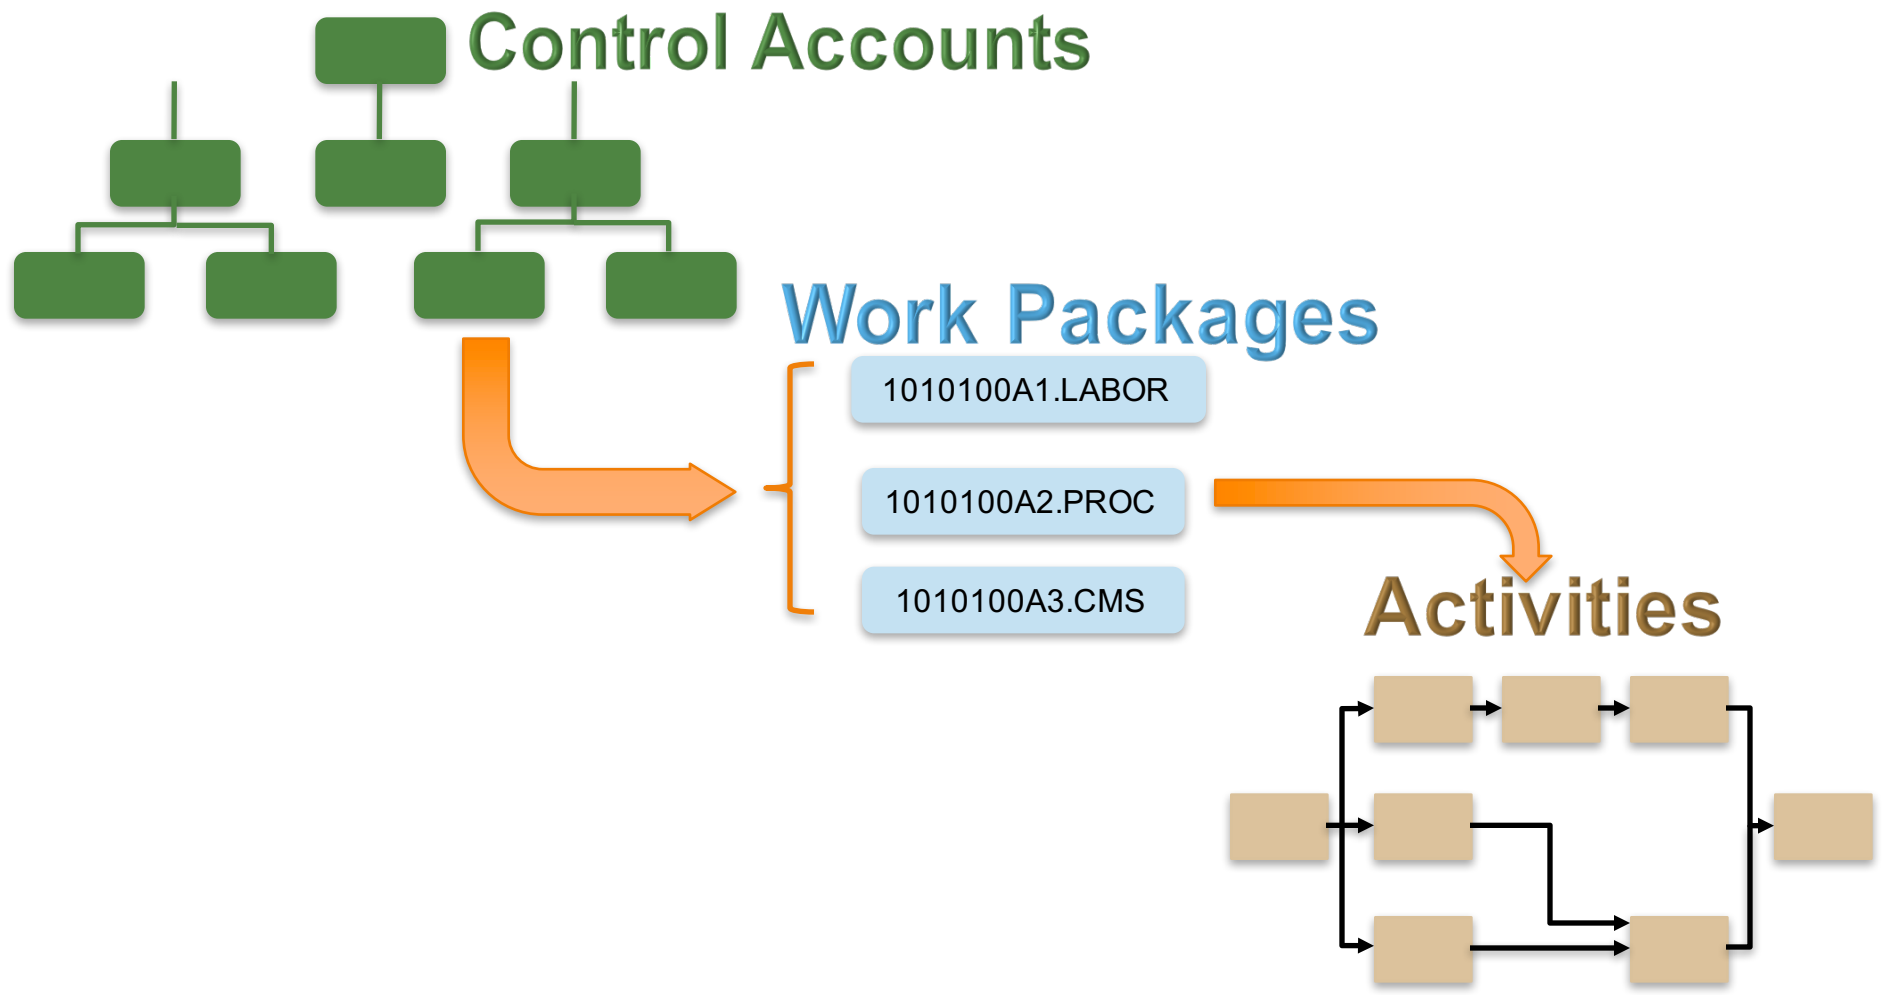 Control Accounts
Work Packages
1010100A1.LABOR
1010100A2.PROC
1010100A3.CMS
Activities